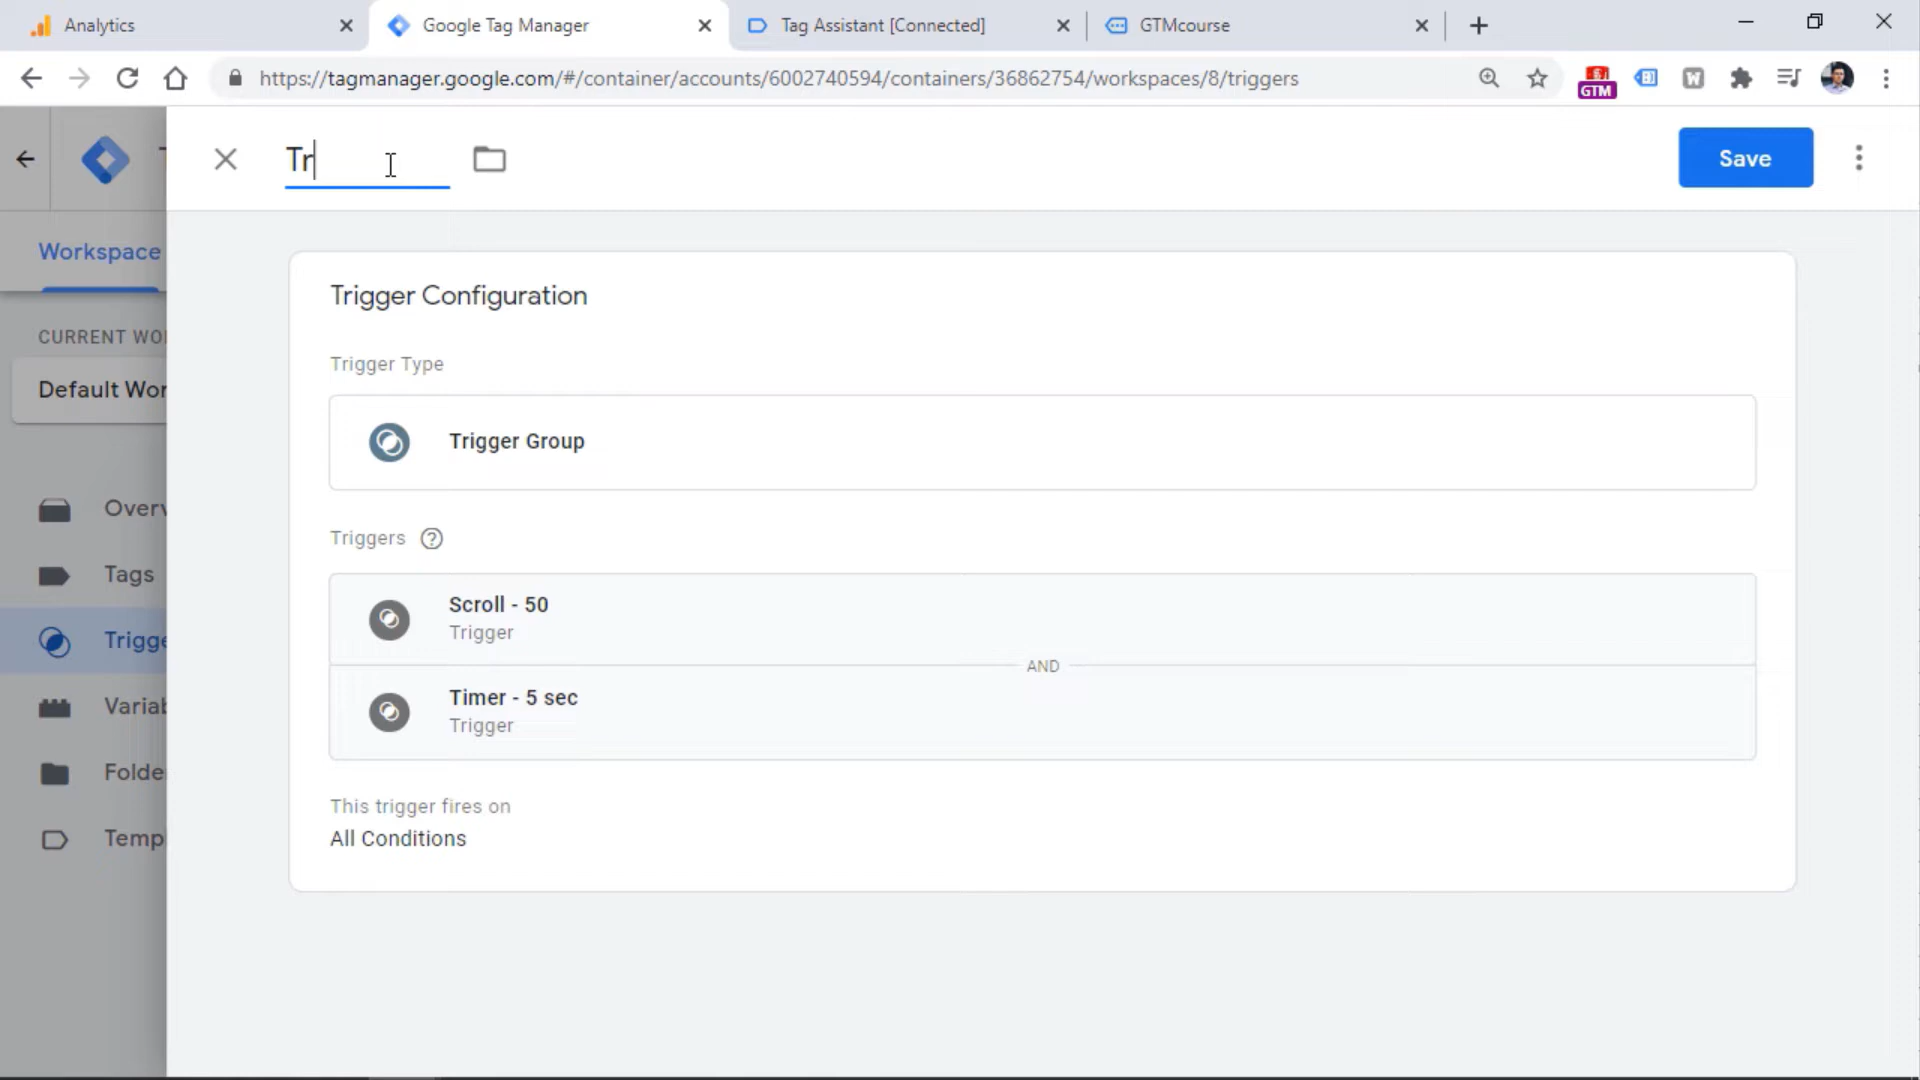 Analytics
Google Tag Manager
Tag Assistant [Connected]
GTMcourse
https://tagmanager.google.com/#/container/accounts/6002740594/containers/36862754/workspaces/8/triggers
GTM
Tr
Save
Workspace
CURRENT WO
Default Wor
Overv
Tags
Trigge
Variab
Folde
Temp
Trigger Configuration
Trigger Type
Trigger Group
Triggers
Scroll - 50
Trigger
AND
Timer - 5 sec
Trigger
This trigger fires on
All Conditions